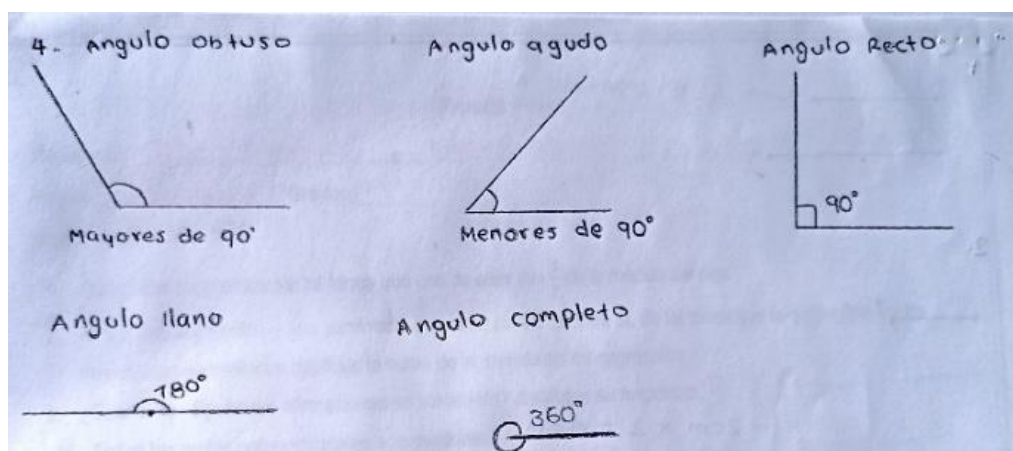 4. Angulo obtuso
Angulo agudo
Angulo Recto
90°
Mayores de 90°
Menores de 90°
Angulo llano
Angulo completo
180°
360°